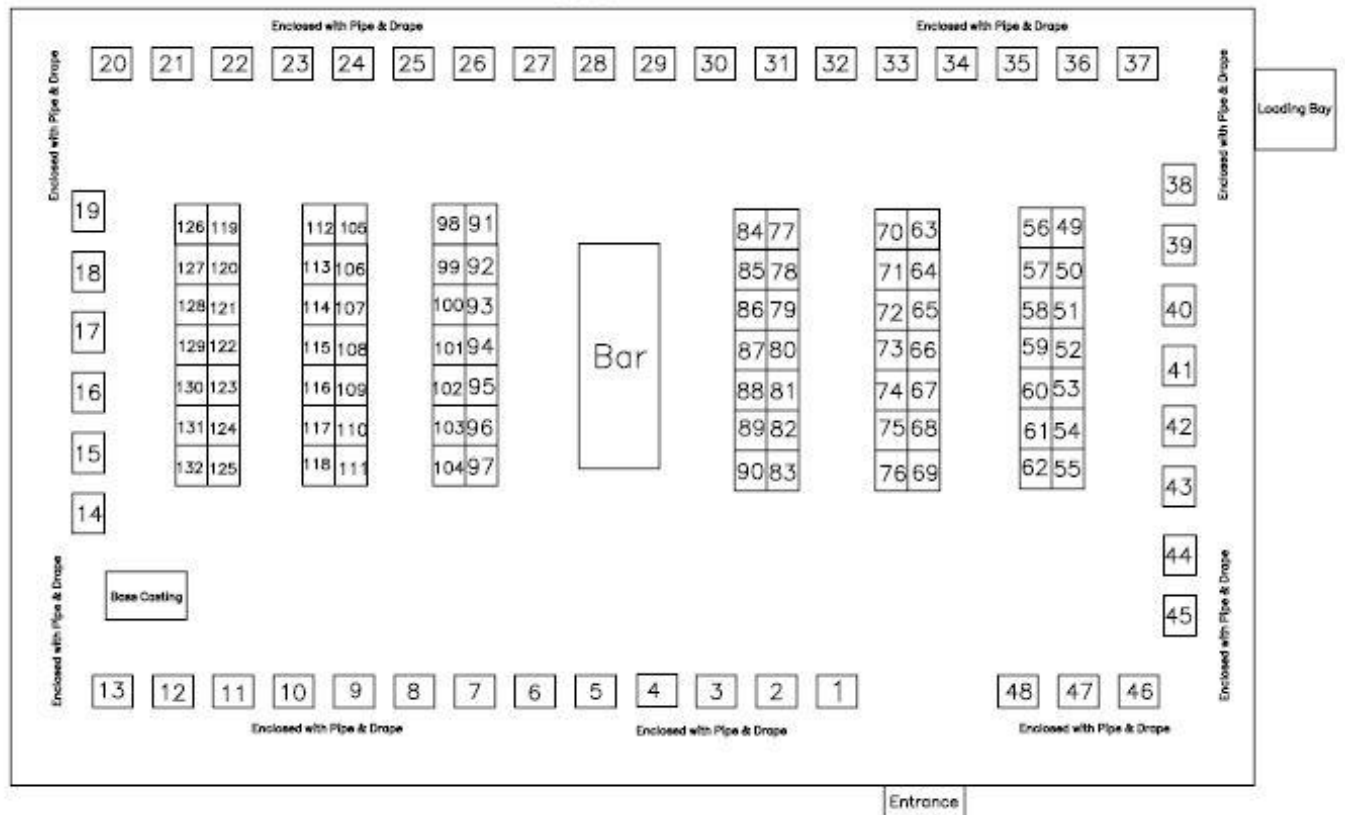 Enclosed with Pipe & Drape Enclosed with Pipe & Drape
20 21 22 23 24 25 26 27 28 29 30 31 32 33 34 35 36 37
Enclosed with Pipe & Drape
Enclosed with Pipe & Drape
Loading Bay
38
19
126 119 112 105 98 91 84 77 70 63 56 49
39
18
127 120 113 106 99 92 85 78 71 64 57 50
128 121 114 107 100 93 86 79 72 65 58 51
40
17
129 122 115 108 101 94 Bar 87 80 73 66 59 52
41
16
130 123 116 109 102 95 88 81 74 67 60 53
131 124 117 110 103 96 89 82 75 68 61 54
42
15
132 125 118 111 104 97 90 83 76 69 62 55
43
14
44
Enclosed with Pipe & Drape
Enclosed with Pipe & Drape
Base Casting
45
13 12 11 10 9 8 7 6 5 4 3 2 1 48 47 46
Enclosed with Pipe & Drape Enclosed with Pipe & Drape Enclosed with Pipe & Drape
Entrance